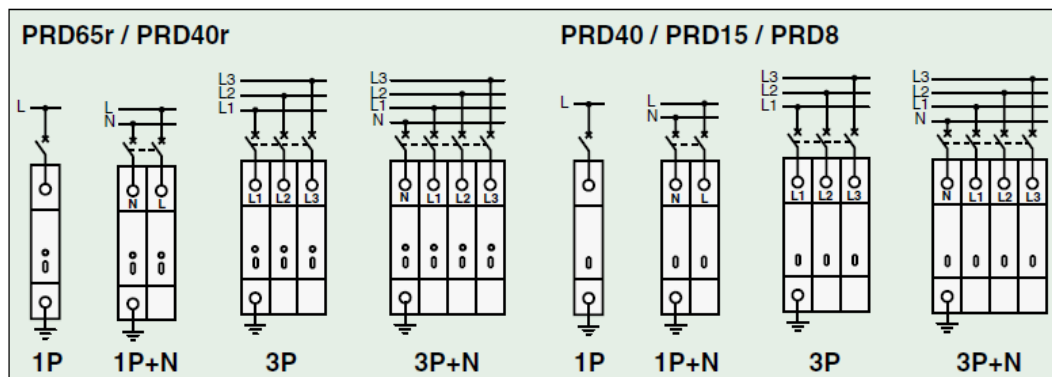 PRD65r / PRD40r
L
L
N
N L
L3
L2
L1
L1 L2 L3
L3
L2
L1
N
N L1 L2 L3
1P 1P+N 3P 3P+N
PRD40 / PRD15 / PRD8
L
L
N
N L
L3
L2
L1
L1 L2 L3
L3
L2
L1
N
N L1 L2 L3
1P 1P+N 3P 3P+N